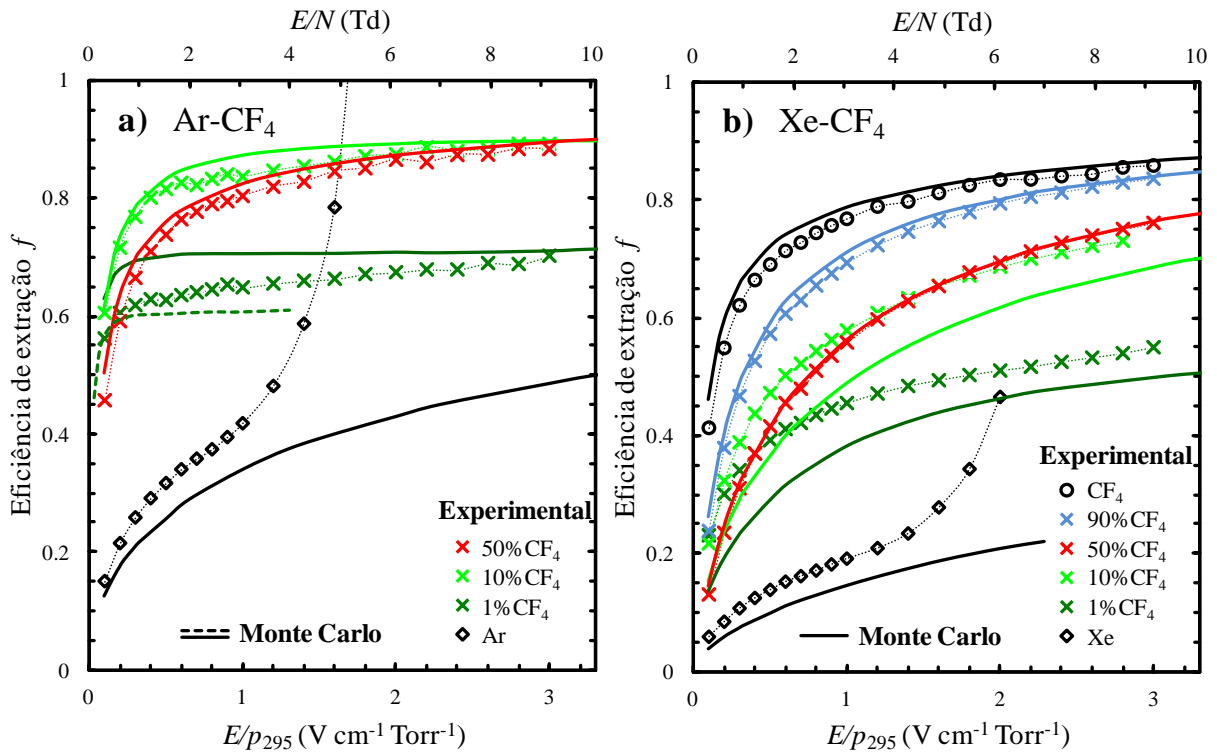 E/N (Td)
0 2 4 6 8 10
a) Ar-CF₄
Eficiência de extração f
1
0.8
0.6
0.4
0.2
0
Experimental
50%CF₄
10%CF₄
1%CF₄
Ar
Monte Carlo
0 1 2 3
E/p₂₉₅ (V cm⁻¹ Torr⁻¹)
E/N (Td)
0 2 4 6 8 10
b) Xe-CF₄
Eficiência de extração f
1
0.8
0.6
0.4
0.2
0
Experimental
CF₄
90%CF₄
50%CF₄
10%CF₄
1%CF₄
Xe
Monte Carlo
0 1 2 3
E/p₂₉₅ (V cm⁻¹ Torr⁻¹)